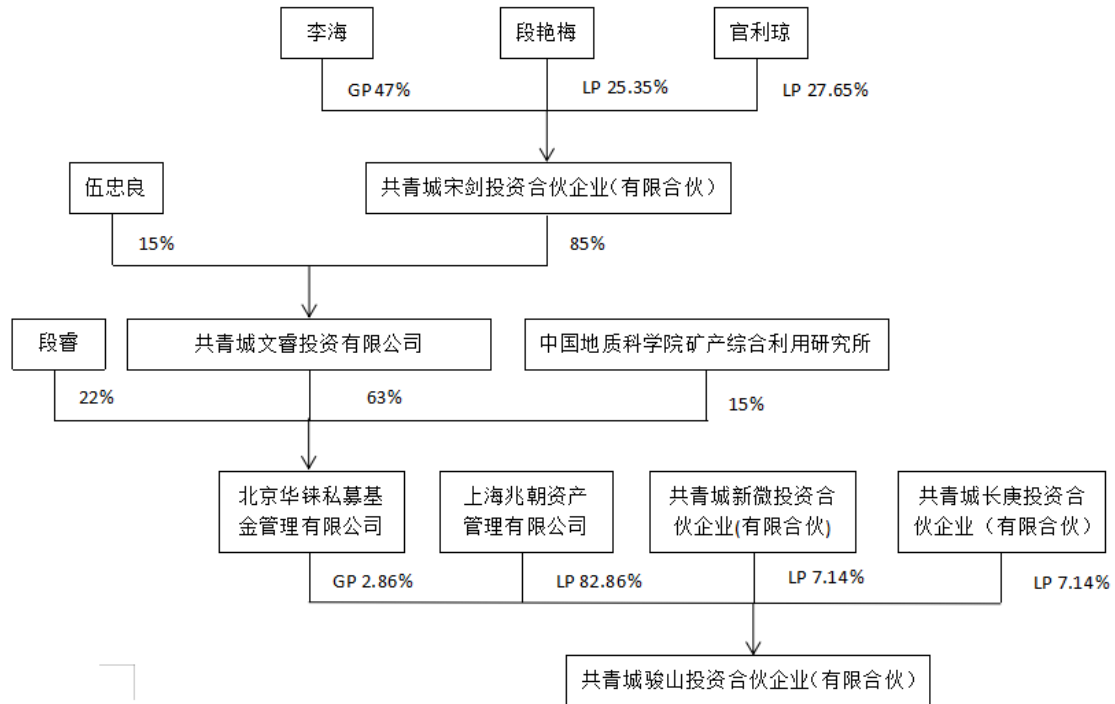 李海
段艳梅
官利琼
GP 47%
LP 25.35%
LP 27.65%
伍忠良
共青城宋剑投资合伙企业（有限合伙）
15%
85%
段睿
共青城文睿投资有限公司
中国地质科学院矿产综合利用研究所
22%
63%
15%
北京华铼私募基
金管理有限公司
上海兆朝资产
管理有限公司
共青城新微投资合
伙企业(有限合伙)
共青城长庚投资合
伙企业（有限合伙）
GP 2.86%
LP 82.86%
LP 7.14%
LP 7.14%
共青城骏山投资合伙企业（有限合伙）